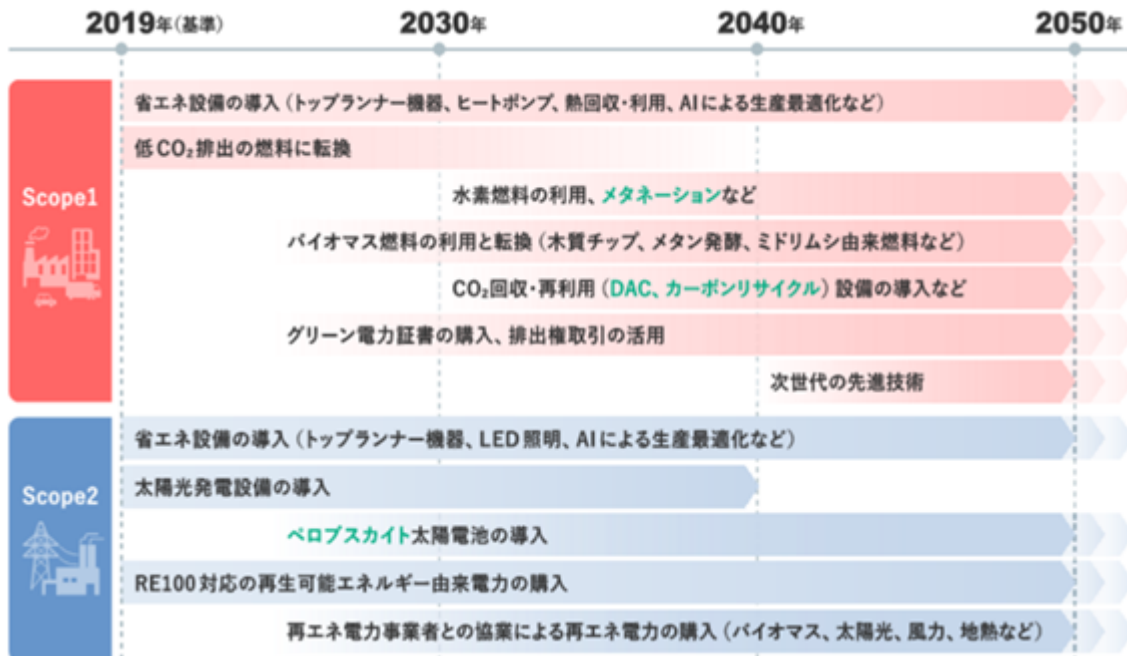 2019年(基準) 2030年 2040年 2050年
Scope1
省エネ設備の導入(トップランナー機器、ヒートポンプ、熱回収・利用、AIによる生産最適化など)
低CO₂排出の燃料に転換
水素燃料の利用、メタネーションなど
バイオマス燃料の利用と転換(木質チップ、メタン発酵、ミドリムシ由来燃料など)
CO₂回収・再利用(DAC、カーボンリサイクル)設備の導入など
グリーン電力証書の購入、排出権取引の活用
次世代の先進技術
Scope2
省エネ設備の導入(トップランナー機器、LED照明、AIによる生産最適化など)
太陽光発電設備の導入
ペロブスカイト太陽電池の導入
RE100対応の再生可能エネルギー由来電力の購入
再エネ電力事業者との協業による再エネ電力の購入(バイオマス、太陽光、風力、地熱など)